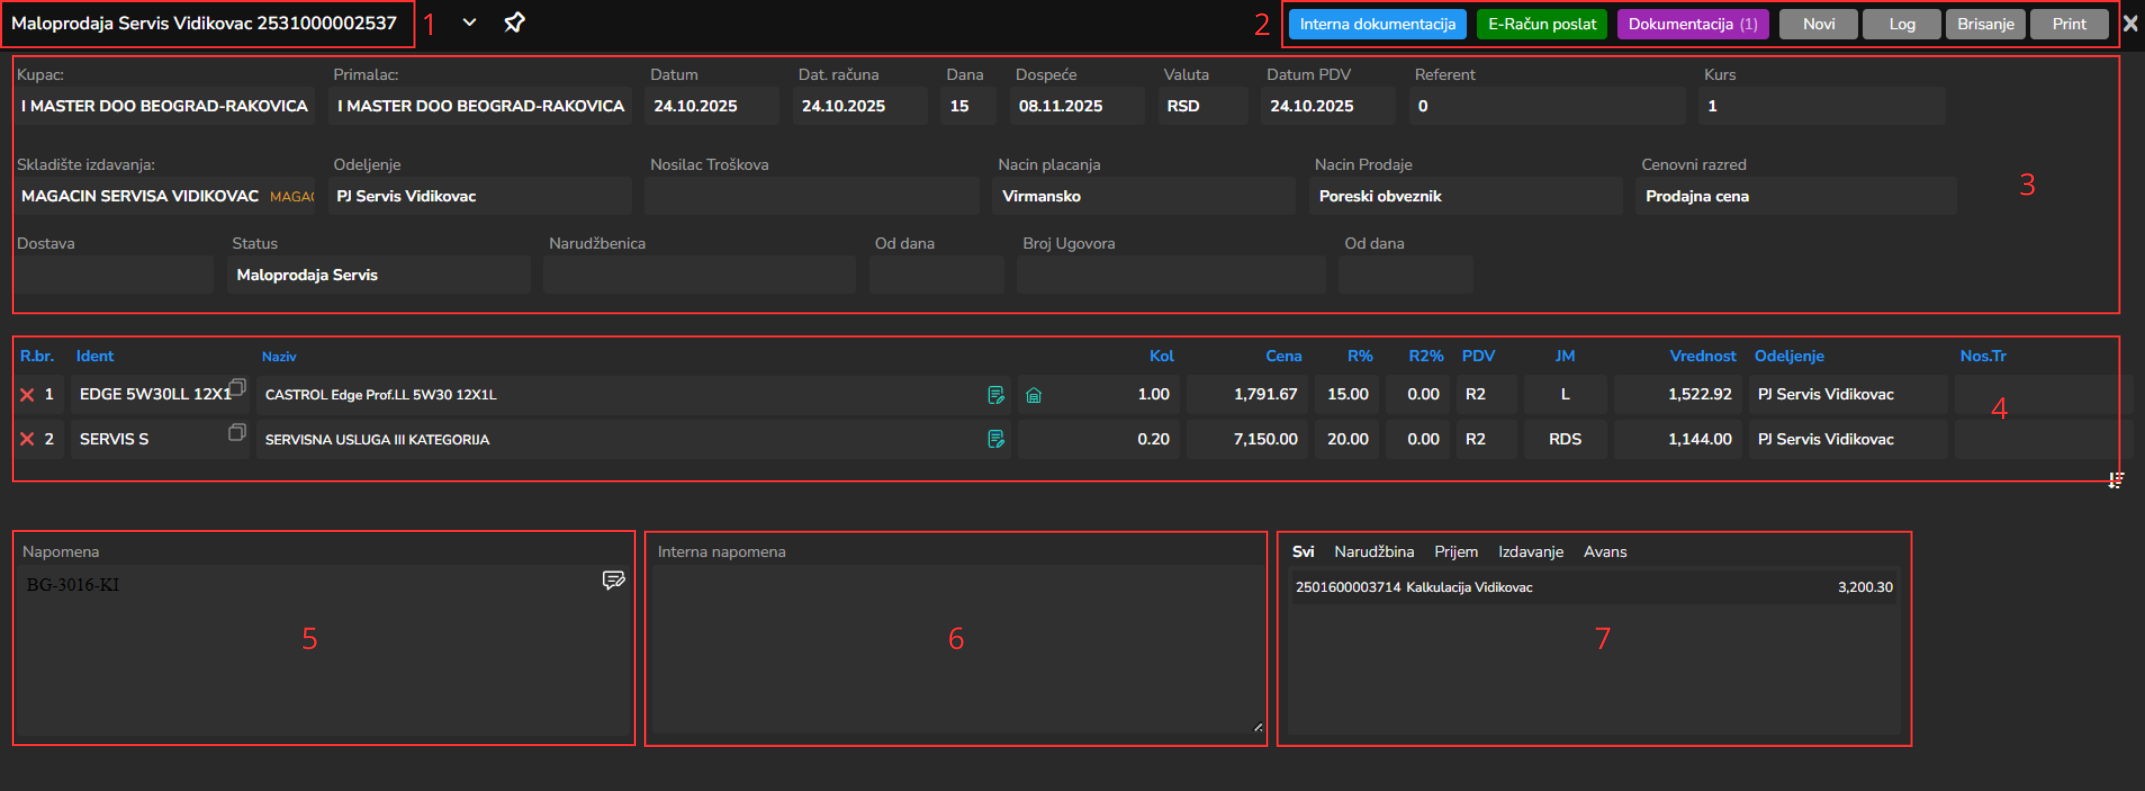 Maloprodaja Servis Vidikovac 2531000002537 1 2 Interna dokumentacija E-Račun poslat Dokumentacija (1) Novi Log Brisanje Print
Kupac: Primalac: Datum Dat. računa Dana Dospeće Valuta Datum PDV Referent Kurs
I MASTER DOO BEOGRAD-RAKOVICA I MASTER DOO BEOGRAD-RAKOVICA 24.10.2025 24.10.2025 15 08.11.2025 RSD 24.10.2025 0 1
Skladište izdavanja: Odeljenje Nosilac Troškova Nacin placanja Nacin Prodaje Cenovni razred
3
MAGACIN SERVISA VIDIKOVAC MAGAC PJ Servis Vidikovac Virmansko Poreski obveznik Prodajna cena
Dostava Status Narudžbenica Od dana Broj Ugovora Od dana
Maloprodaja Servis
R.br. Ident Naziv Kol Cena R% R2% PDV JM Vrednost Odeljenje Nos.Tr
1 EDGE 5W30LL 12X1 CASTROL Edge Prof.LL 5W30 12X1L 1.00 1,791.67 15.00 0.00 R2 L 1,522.92 PJ Servis Vidikovac
4
2 SERVIS S SERVISNA USLUGA III KATEGORIJA 0.20 7,150.00 20.00 0.00 R2 RDS 1,144.00 PJ Servis Vidikovac
Napomena Interna napomena Svi Narudžbina Prijem Izdavanje Avans
BG-3016-KI 2501600003714 Kalkulacija Vidikovac 3,200.30
5 6 7